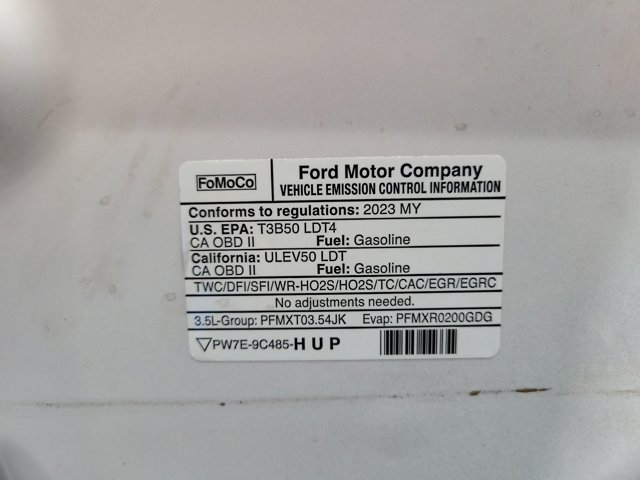 FoMoCo
Ford Motor Company
VEHICLE EMISSION CONTROL INFORMATION
Conforms to regulations: 2023 MY
U.S. EPA: T3B50 LDT4
CA OBD II Fuel: Gasoline
California: ULEV50 LDT
CA OBD II Fuel: Gasoline
TWC/DFI/SFI/WR-HO2S/HO2S/TC/CAC/EGR/EGRC
No adjustments needed.
3.5L-Group: PFMXT03.54JK Evap: PFMXR0200GDG
PW7E-9C485-HUP